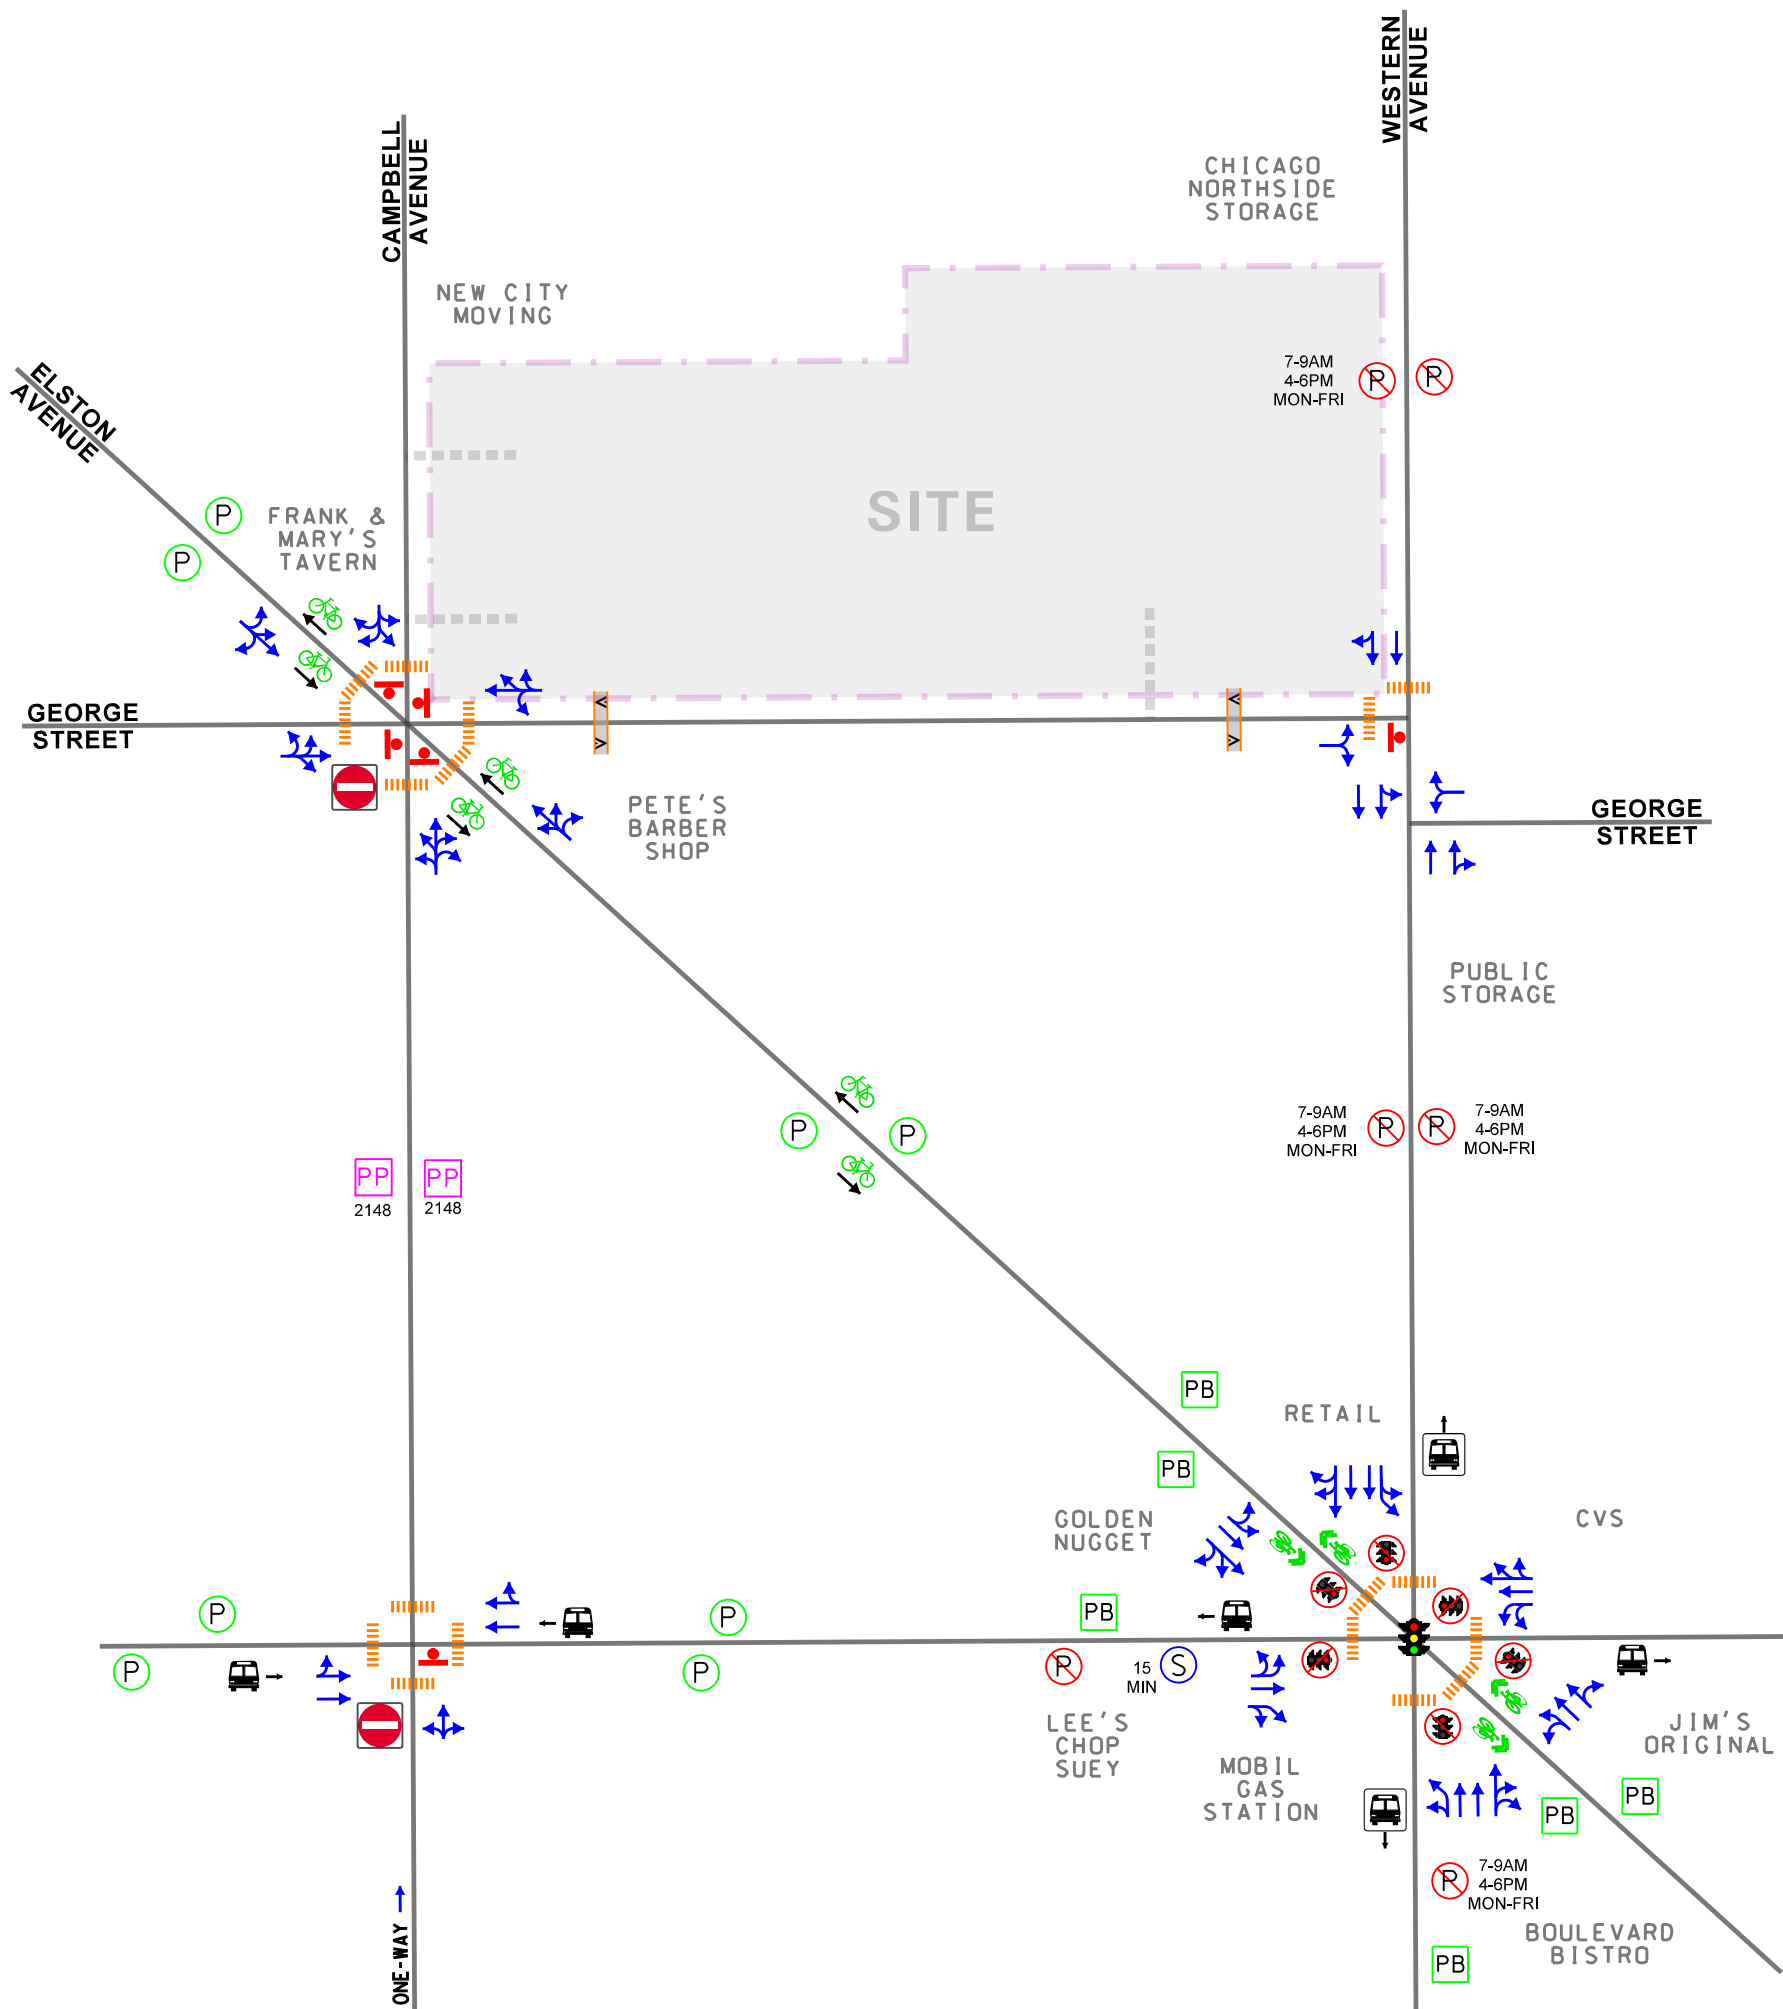 WESTERN
AVENUE
CAMPBELL
AVENUE
CHICAGO
NORTHSIDE
STORAGE
NEW CITY
MOVING
7-9AM
4-6PM
MON-FRI
P
P
ELSTON
AVENUE
SITE
P
P
FRANK &
MARY'S
TAVERN
GEORGE
STREET
PETE'S
BARBER
SHOP
GEORGE
STREET
PUBLIC
STORAGE
P
P
7-9AM
4-6PM
MON-FRI
P
P
7-9AM
4-6PM
MON-FRI
PP
2148
PP
2148
PB
RETAIL
PB
GOLDEN
NUGGET
CVS
P
P
PB
P
P
P
15
MIN
S
LEE'S
CHOP
SUEY
MOBIL
GAS
STATION
JIM'S
ORIGINAL
PB
PB
P
7-9AM
4-6PM
MON-FRI
BOULEVARD
BISTRO
PB
ONE-WAY